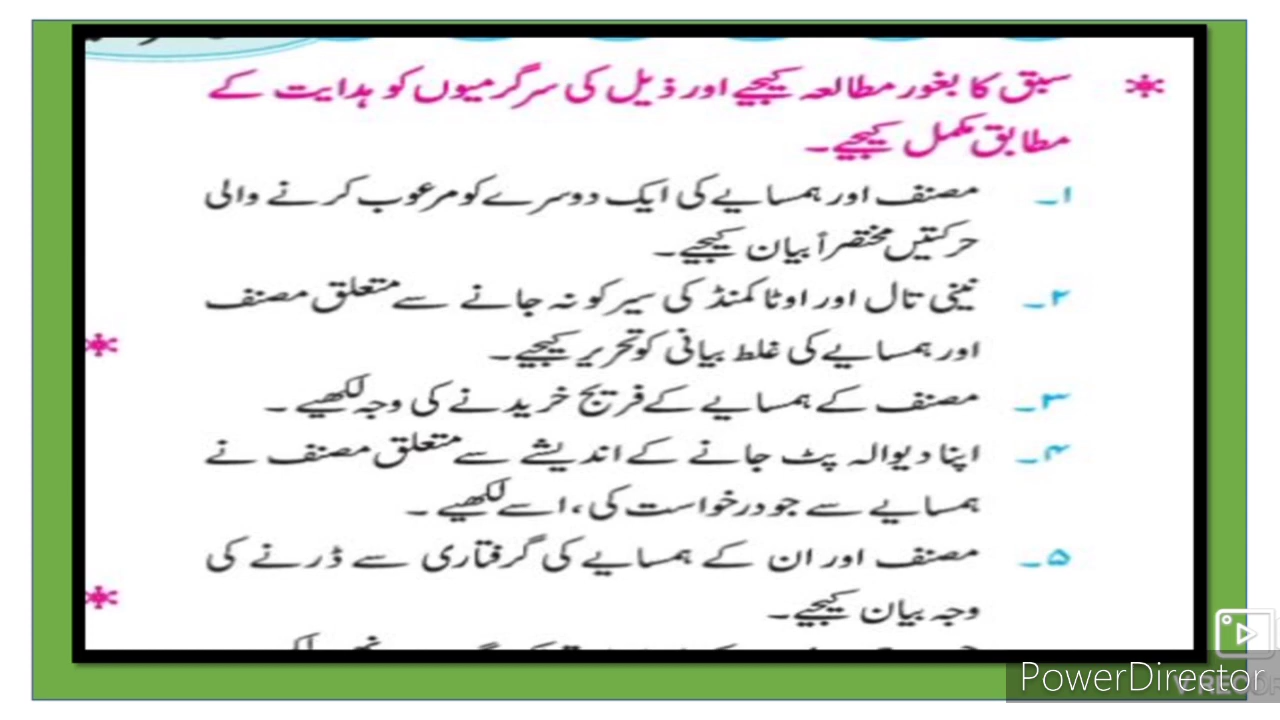 * سبق کا بغور مطالعہ کیجیے اور ذیل کی سرگرمیوں کو ہدایت کے
مطابق مکمل کیجیے۔
۱۔ مصنف اور ہمسایے کی ایک دوسرے کو مرعوب کرنے والی
حرکتیں مختصراً بیان کیجیے۔
۲۔ نینی تال اور اوٹاکمنڈ کی سیر کو نہ جانے سے متعلق مصنف
اور ہمسایے کی غلط بیانی کو تحریر کیجیے۔
۳۔ مصنف کے ہمسایے کے فریج خریدنے کی وجہ لکھیے۔
۴۔ اپنا دیوالہ پٹ جانے کے اندیشے سے متعلق مصنف نے
ہمسایے سے جو درخواست کی، اسے لکھیے۔
۵۔ مصنف اور ان کے ہمسایے کی گرفتاری سے ڈرنے کی
وجہ بیان کیجیے۔
PowerDirector